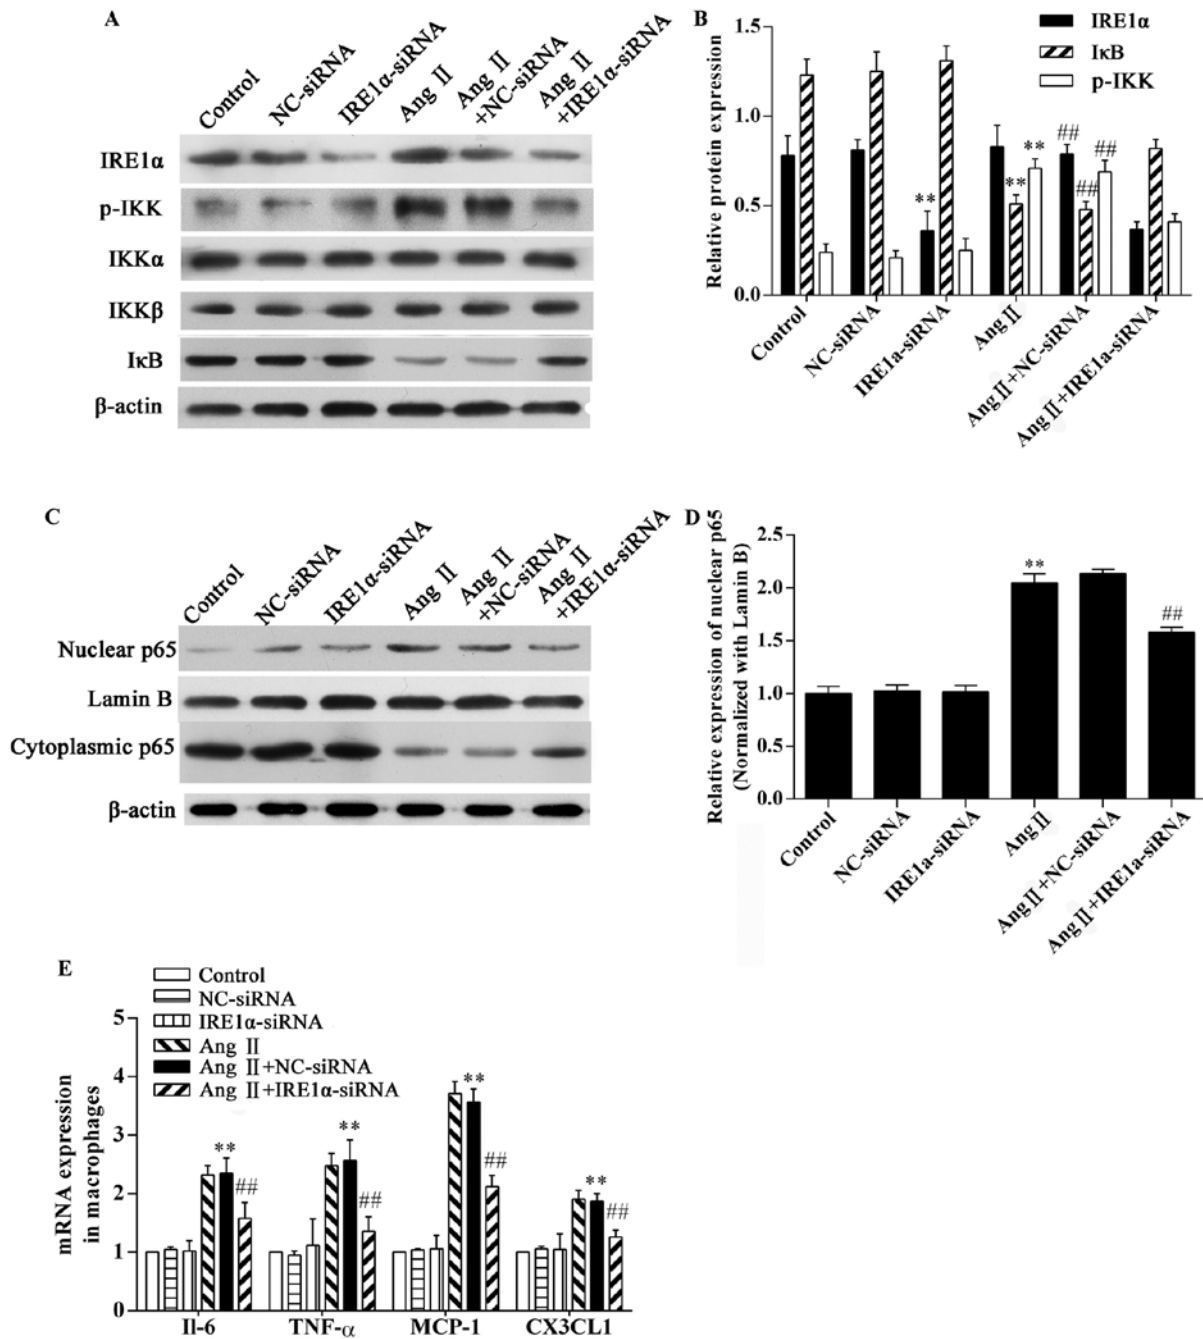 A
Control
NC-siRNA
IRE1α-siRNA
Ang Ⅱ
Ang Ⅱ
+NC-siRNA
Ang Ⅱ
+IRE1α-siRNA
IRE1α
p-IKK
IKKα
IKKβ
IκB
β-actin
B
IRE1α
IκB
p-IKK
Relative protein expression
1.5
1.0
0.5
0.0
**
**
**
##
##
##
Control
NC-siRNA
IRE1a-siRNA
Ang Ⅱ
Ang Ⅱ+NC-siRNA
Ang Ⅱ+IRE1a-siRNA
C
Control
NC-siRNA
IRE1α-siRNA
Ang Ⅱ
Ang Ⅱ
+NC-siRNA
Ang Ⅱ
+IRE1α-siRNA
Nuclear p65
Lamin B
Cytoplasmic p65
β-actin
D
Relative expression of nuclear p65
(Normalized with Lamin B)
2.5
2.0
1.5
1.0
0.5
0.0
**
##
Control
NC-siRNA
IRE1a-siRNA
Ang Ⅱ
Ang Ⅱ+NC-siRNA
Ang Ⅱ+IRE1a-siRNA
E
Control
NC-siRNA
IRE1α-siRNA
Ang Ⅱ
Ang Ⅱ+NC-siRNA
Ang Ⅱ+IRE1α-siRNA
mRNA expression
in macrophages
5
4
3
2
1
0
**
##
**
##
**
##
**
##
Il-6
TNF-α
MCP-1
CX3CL1